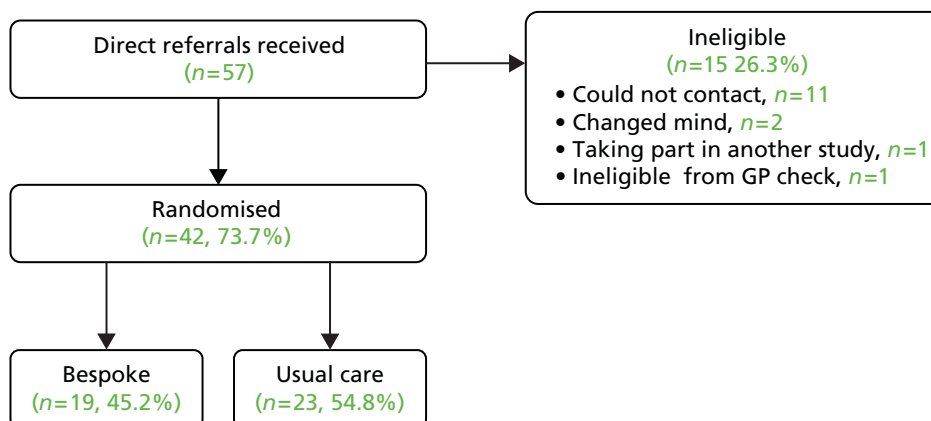 Direct referrals received
(n=57)
Ineligible
(n=15 26.3%)
• Could not contact, n=11
• Changed mind, n=2
• Taking part in another study, n=1
• Ineligible from GP check, n=1
Randomised
(n=42, 73.7%)
Bespoke
(n=19, 45.2%)
Usual care
(n=23, 54.8%)